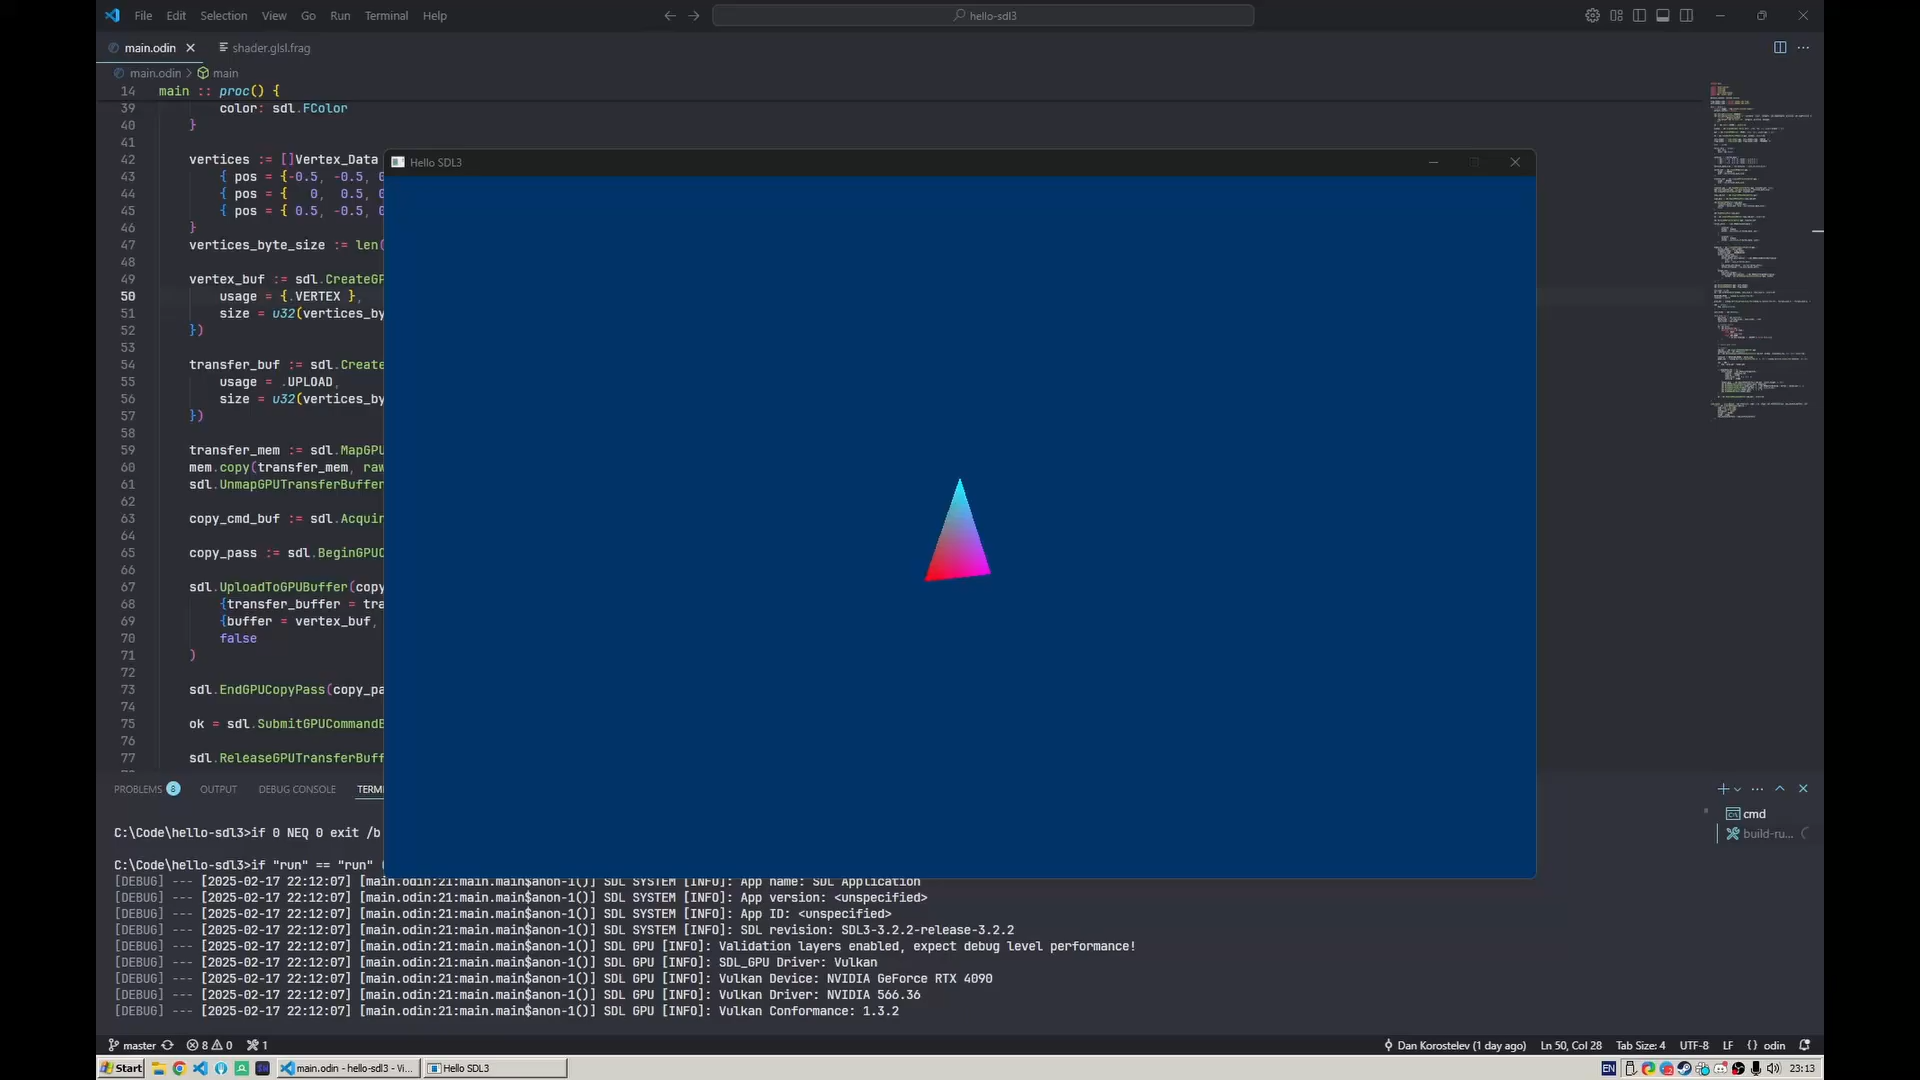 File Edit Selection View Go Run Terminal Help
hello-sdl3
main.odin
shader.glsl.frag
main.odin > main
14 main :: proc() {
39 color: sdl.FColor
40 }
41
42 vertices := []Vertex_Data
43 { pos = {-0.5, -0.5, 0
44 { pos = { 0, 0.5, 0
45 { pos = { 0.5, -0.5, 0
46 }
47 vertices_byte_size := len(
48
49 vertex_buf := sdl.CreateGP
50 usage = {.VERTEX },
51 size = u32(vertices_by
52 })
53
54 transfer_buf := sdl.Create
55 usage = .UPLOAD,
56 size = u32(vertices_by
57 })
58
59 transfer_mem := sdl.MapGPU
60 mem.copy(transfer_mem, raw
61 sdl.UnmapGPUTransferBuffer
62
63 copy_cmd_buf := sdl.Acquir
64
65 copy_pass := sdl.BeginGPUC
66
67 sdl.UploadToGPUBuffer(copy
68 {transfer_buffer = tra
69 {buffer = vertex_buf,
70 false
71 )
72
73 sdl.EndGPUCopyPass(copy_pa
74
75 ok = sdl.SubmitGPUCommandB
76
77 sdl.ReleaseGPUTransferBuff
Hello SDL3
PROBLEMS 8 OUTPUT DEBUG CONSOLE TERM
cmd
build-ru...
C:\Code\hello-sdl3>if 0 NEQ 0 exit /b
C:\Code\hello-sdl3>if "run" == "run" (
[DEBUG] --- [2025-02-17 22:12:07] [main.odin:21:main.main$anon-1()] SDL SYSTEM [INFO]: App name: SDL Application
[DEBUG] --- [2025-02-17 22:12:07] [main.odin:21:main.main$anon-1()] SDL SYSTEM [INFO]: App version: <unspecified>
[DEBUG] --- [2025-02-17 22:12:07] [main.odin:21:main.main$anon-1()] SDL SYSTEM [INFO]: App ID: <unspecified>
[DEBUG] --- [2025-02-17 22:12:07] [main.odin:21:main.main$anon-1()] SDL SYSTEM [INFO]: SDL revision: SDL3-3.2.2-release-3.2.2
[DEBUG] --- [2025-02-17 22:12:07] [main.odin:21:main.main$anon-1()] SDL GPU [INFO]: Validation layers enabled, expect debug level performance!
[DEBUG] --- [2025-02-17 22:12:07] [main.odin:21:main.main$anon-1()] SDL GPU [INFO]: SDL_GPU Driver: Vulkan
[DEBUG] --- [2025-02-17 22:12:07] [main.odin:21:main.main$anon-1()] SDL GPU [INFO]: Vulkan Device: NVIDIA GeForce RTX 4090
[DEBUG] --- [2025-02-17 22:12:07] [main.odin:21:main.main$anon-1()] SDL GPU [INFO]: Vulkan Driver: NVIDIA 566.36
[DEBUG] --- [2025-02-17 22:12:07] [main.odin:21:main.main$anon-1()] SDL GPU [INFO]: Vulkan Conformance: 1.3.2
master 8 0 1 Dan Korostelev (1 day ago) Ln 50, Col 28 Tab Size: 4 UTF-8 LF {} odin
Start main.odin - hello-sdl3 - Vi... Hello SDL3 EN 23:13